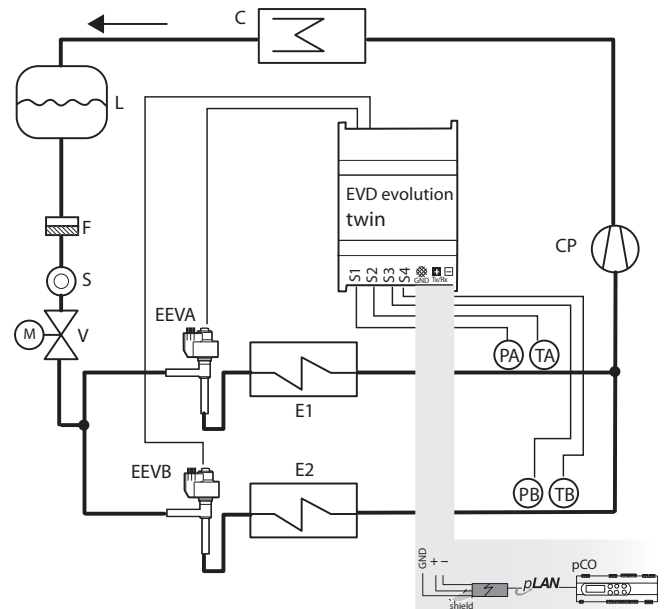 C
L
EVD evolution
twin
F
CP
S1 S2 S3 S4 GND Tx/Rx
S
EEVA
M V
PA TA
E1
EEVB
E2
PB TB
GND + −
pCO
pLAN
shield